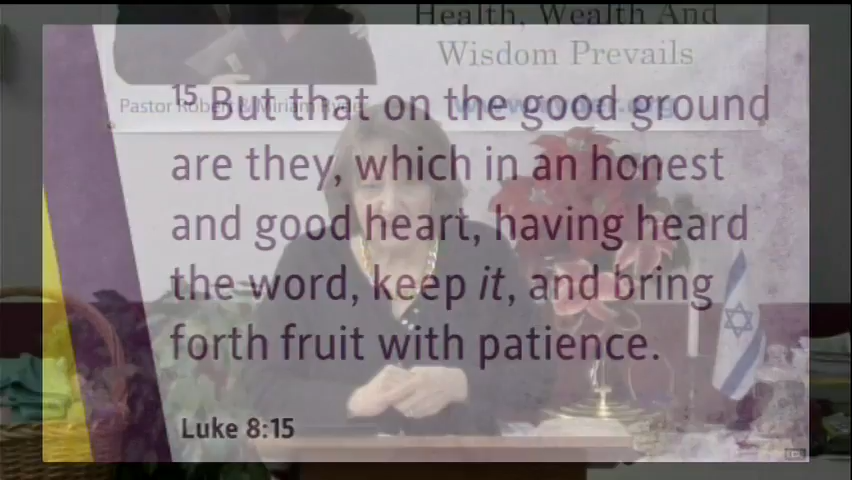 Health, Wealth And
Wisdom Prevails
Pastor Robert & Miriam Ryder
15 But that on the good ground
are they, which in an honest
and good heart, having heard
the word, keep it, and bring
forth fruit with patience.
Luke 8:15